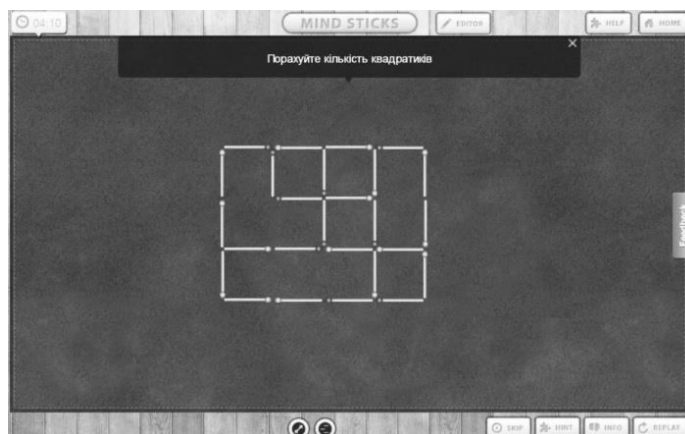 04:10
MIND STICKS
EDITOR
HELP
HOME
Порахуйте кількість квадратиків
Feedback
SKIP
HINT
INFO
REPLAY